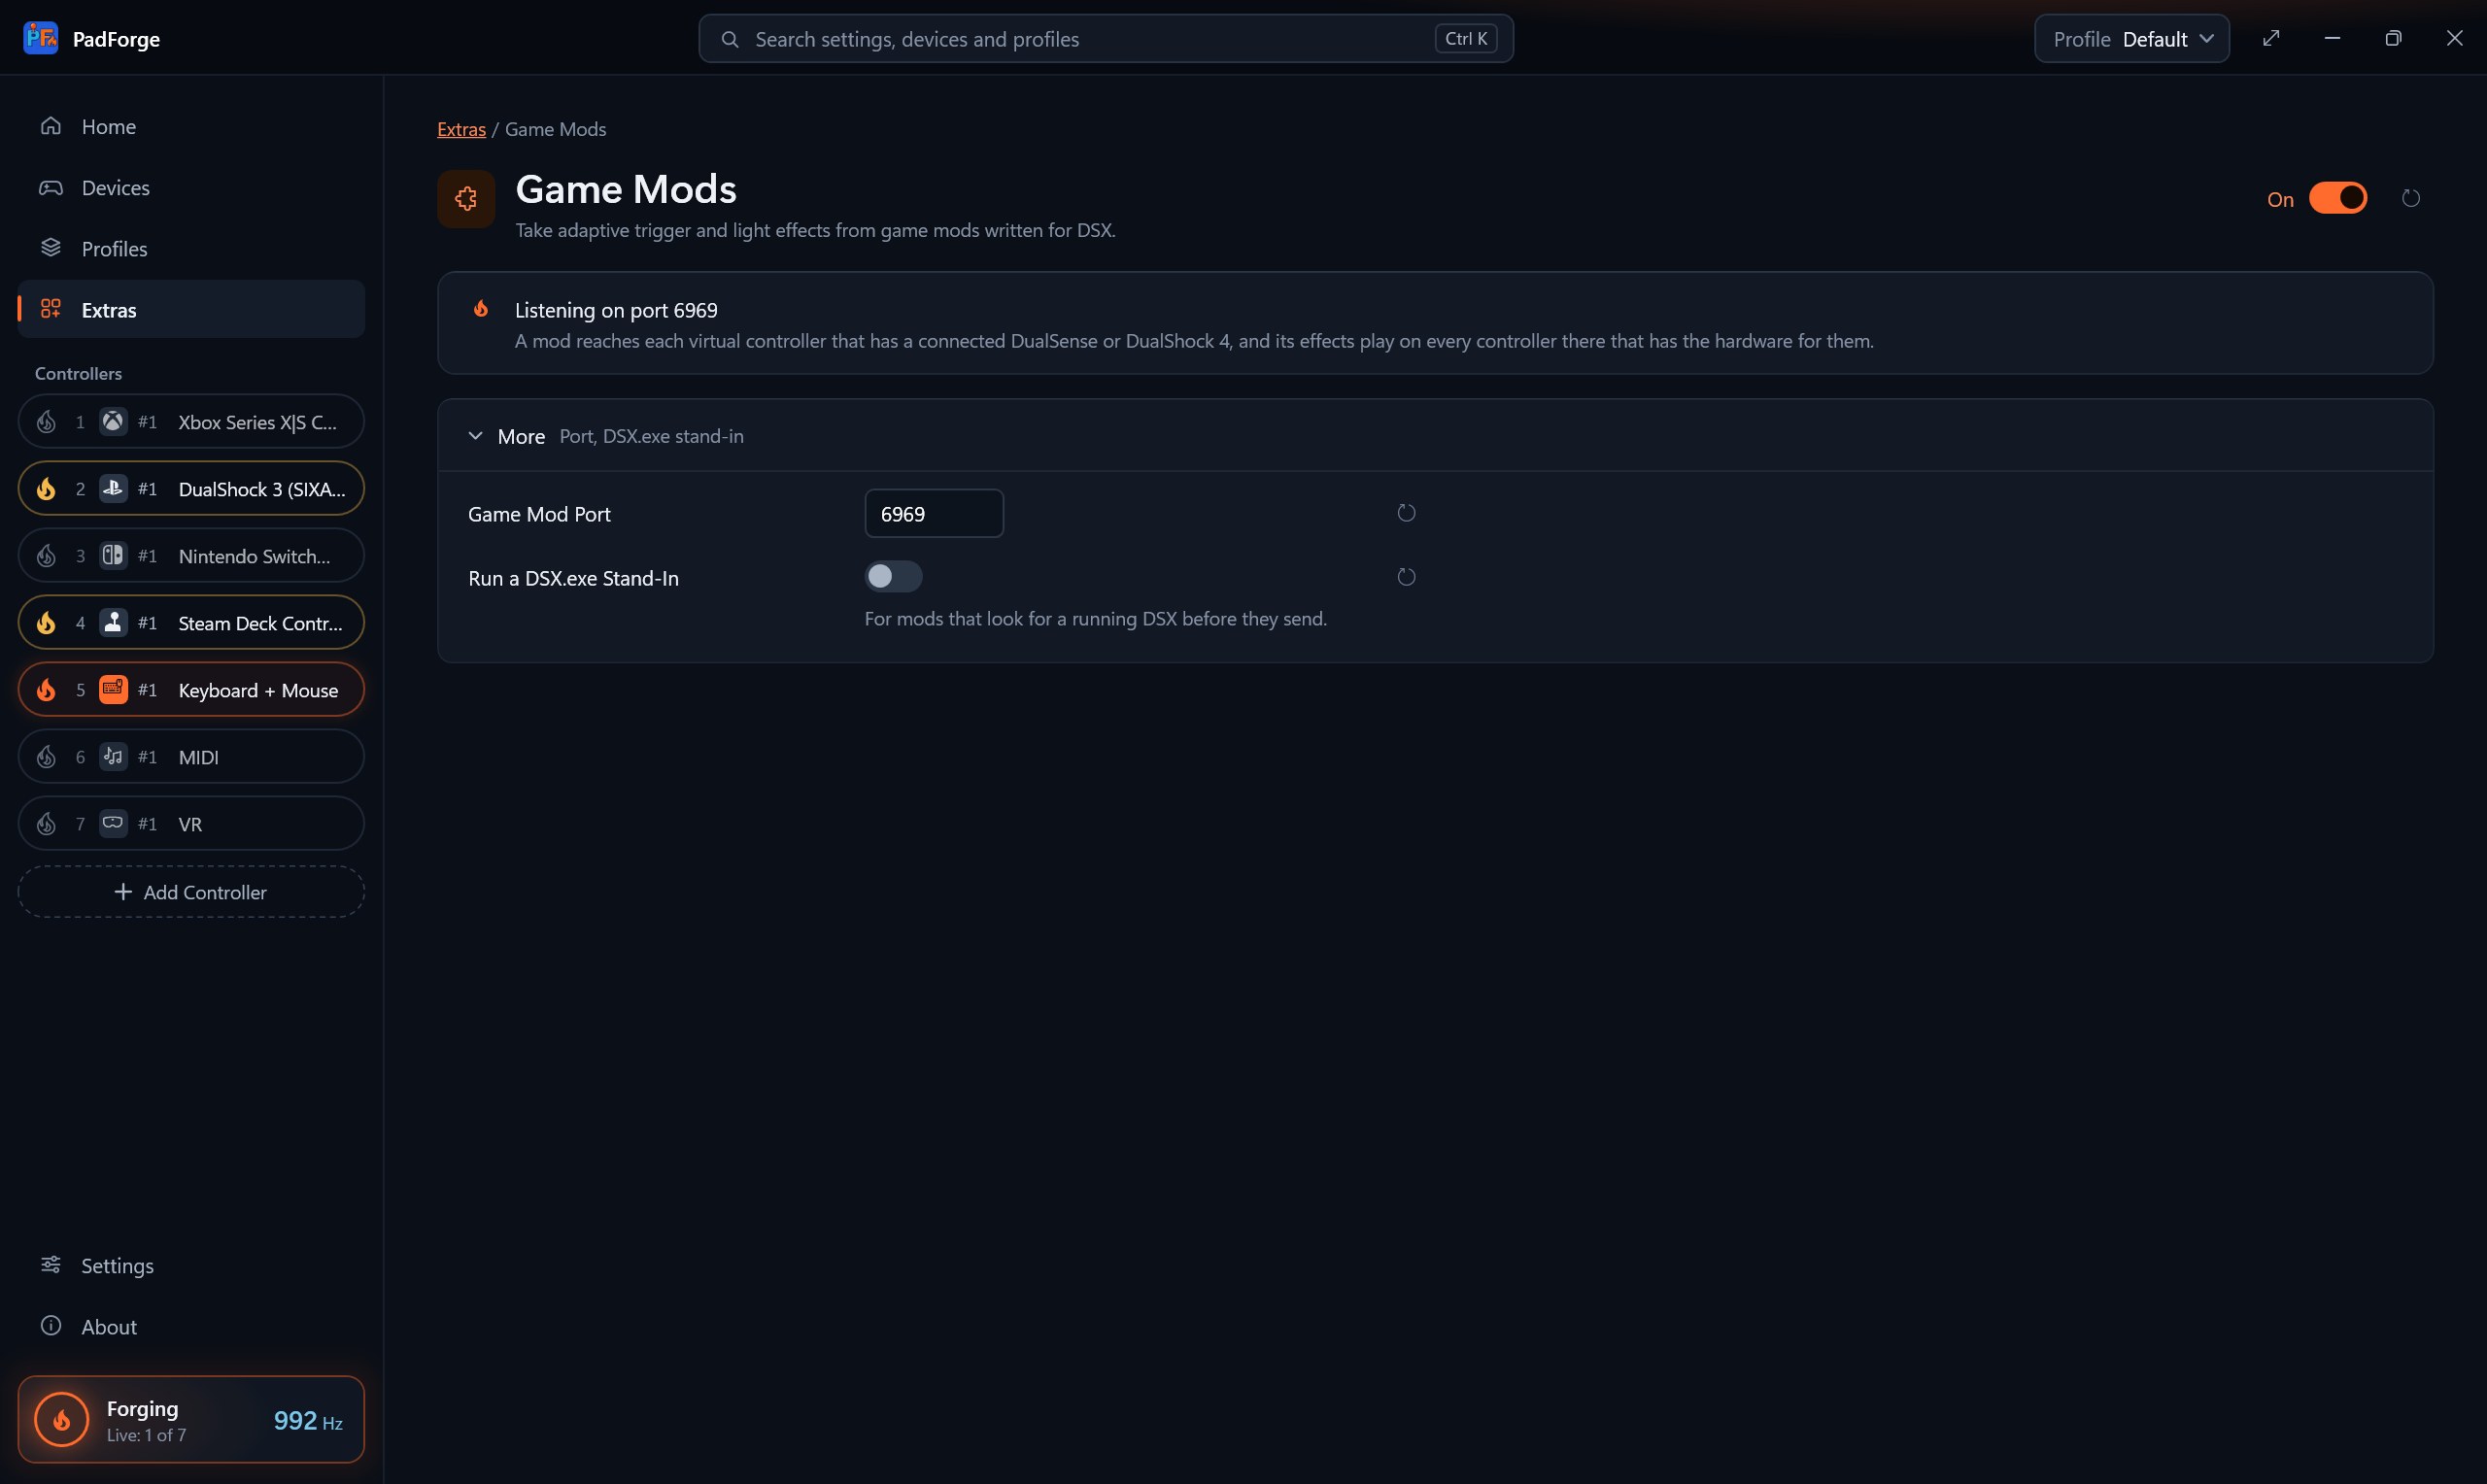 PadForge
Search settings, devices and profiles
Ctrl K
Profile Default
Home
Devices
Profiles
Extras
Controllers
1 #1 Xbox Series X|S C...
2 #1 DualShock 3 (SIXA...
3 #1 Nintendo Switch...
4 #1 Steam Deck Contr...
5 #1 Keyboard + Mouse
6 #1 MIDI
7 #1 VR
Add Controller
Settings
About
Forging
Live: 1 of 7
992 Hz
Extras / Game Mods
Game Mods
Take adaptive trigger and light effects from game mods written for DSX.
On
Listening on port 6969
A mod reaches each virtual controller that has a connected DualSense or DualShock 4, and its effects play on every controller there that has the hardware for them.
More Port, DSX.exe stand-in
Game Mod Port
6969
Run a DSX.exe Stand-In
For mods that look for a running DSX before they send.